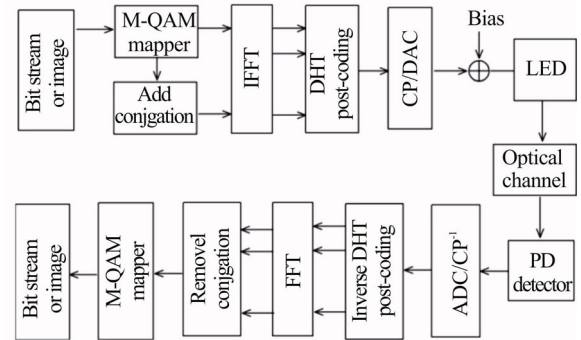 Bit stream
or image
M-QAM
mapper
Add
conjgation
IFFT
DHT
post-coding
CP/DAC
Bias
LED
Optical
channel
PD
detector
ADC/CP⁻¹
Inverse DHT
post-coding
FFT
Removel
conjgation
M-QAM
mapper
Bit stream
or image